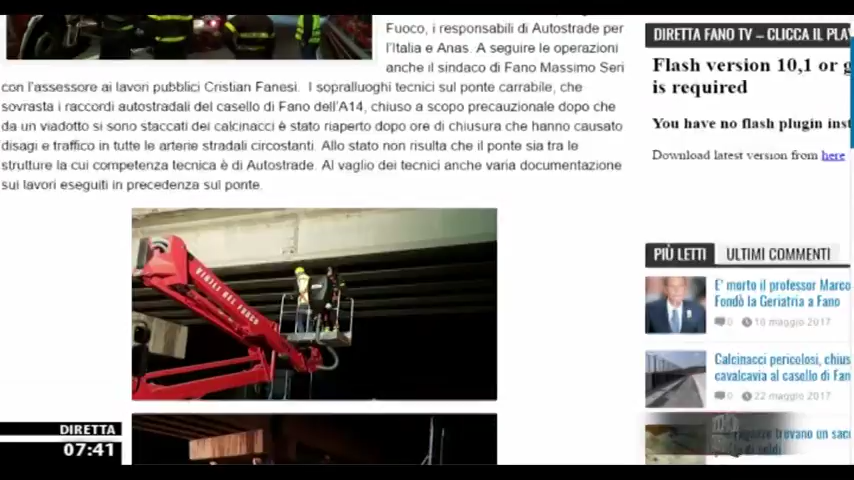 Fuoco, i responsabili di Autostrade per
l'Italia e Anas. A seguire le operazioni
anche il sindaco di Fano Massimo Seri
con l'assessore ai lavori pubblici Cristian Fanesi. I sopralluoghi tecnici sul ponte carrabile, che
sovrasta i raccordi autostradali del casello di Fano dell'A14, chiuso a scopo precauzionale dopo che
da un viadotto si sono staccati dei calcinacci è stato riaperto dopo ore di chiusura che hanno causato
disagi e traffico in tutte le arterie stradali circostanti. Allo stato non risulta che il ponte sia tra le
strutture la cui competenza tecnica è di Autostrade. Al vaglio dei tecnici anche varia documentazione
sui lavori eseguiti in precedenza sul ponte.
VIGILI DEL FUOCO
DIRETTA
07:41
DIRETTA FANO TV – CLICCA IL PLAY
Flash version 10,1 or g
is required
You have no flash plugin inst
Download latest version from here
PIÙ LETTI ULTIMI COMMENTI
E' morto il professor Marco
Fondò la Geriatria a Fano
0 10 maggio 2017
Calcinacci pericolosi, chius
cavalcavia al casello di Fan
0 22 maggio 2017
trovano un sacc
di soldi